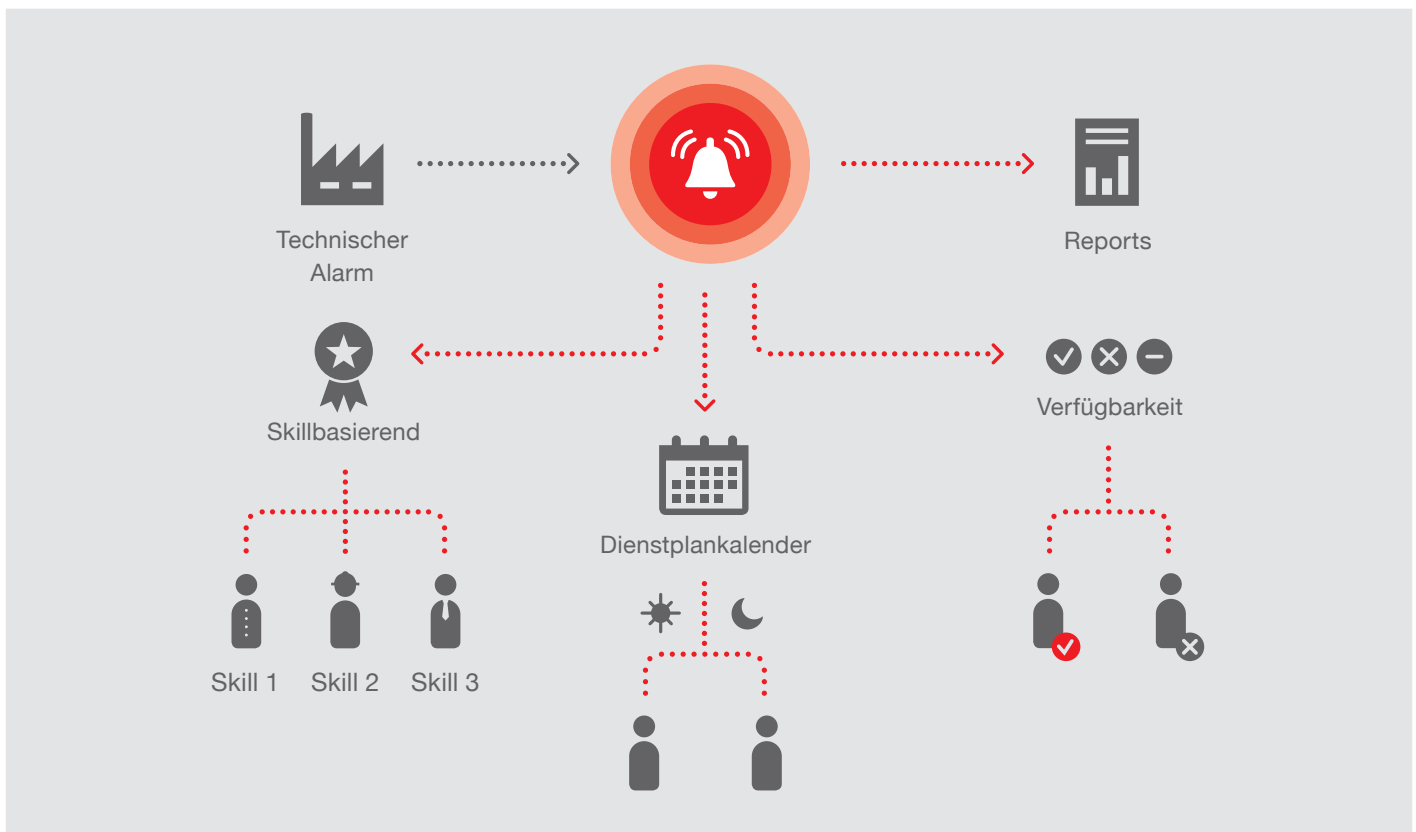 Technischer
Alarm
Reports
Skillbasierend
Verfügbarkeit
Dienstplankalender
Skill 1
Skill 2
Skill 3